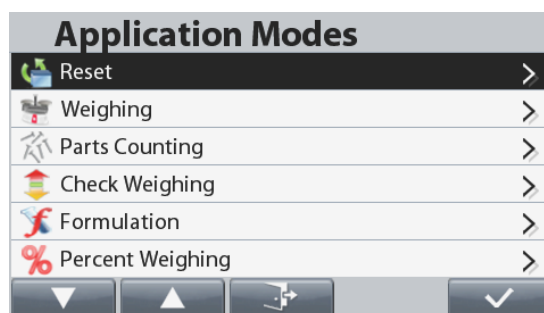 Application Modes
Reset
Weighing
Parts Counting
Check Weighing
Formulation
Percent Weighing